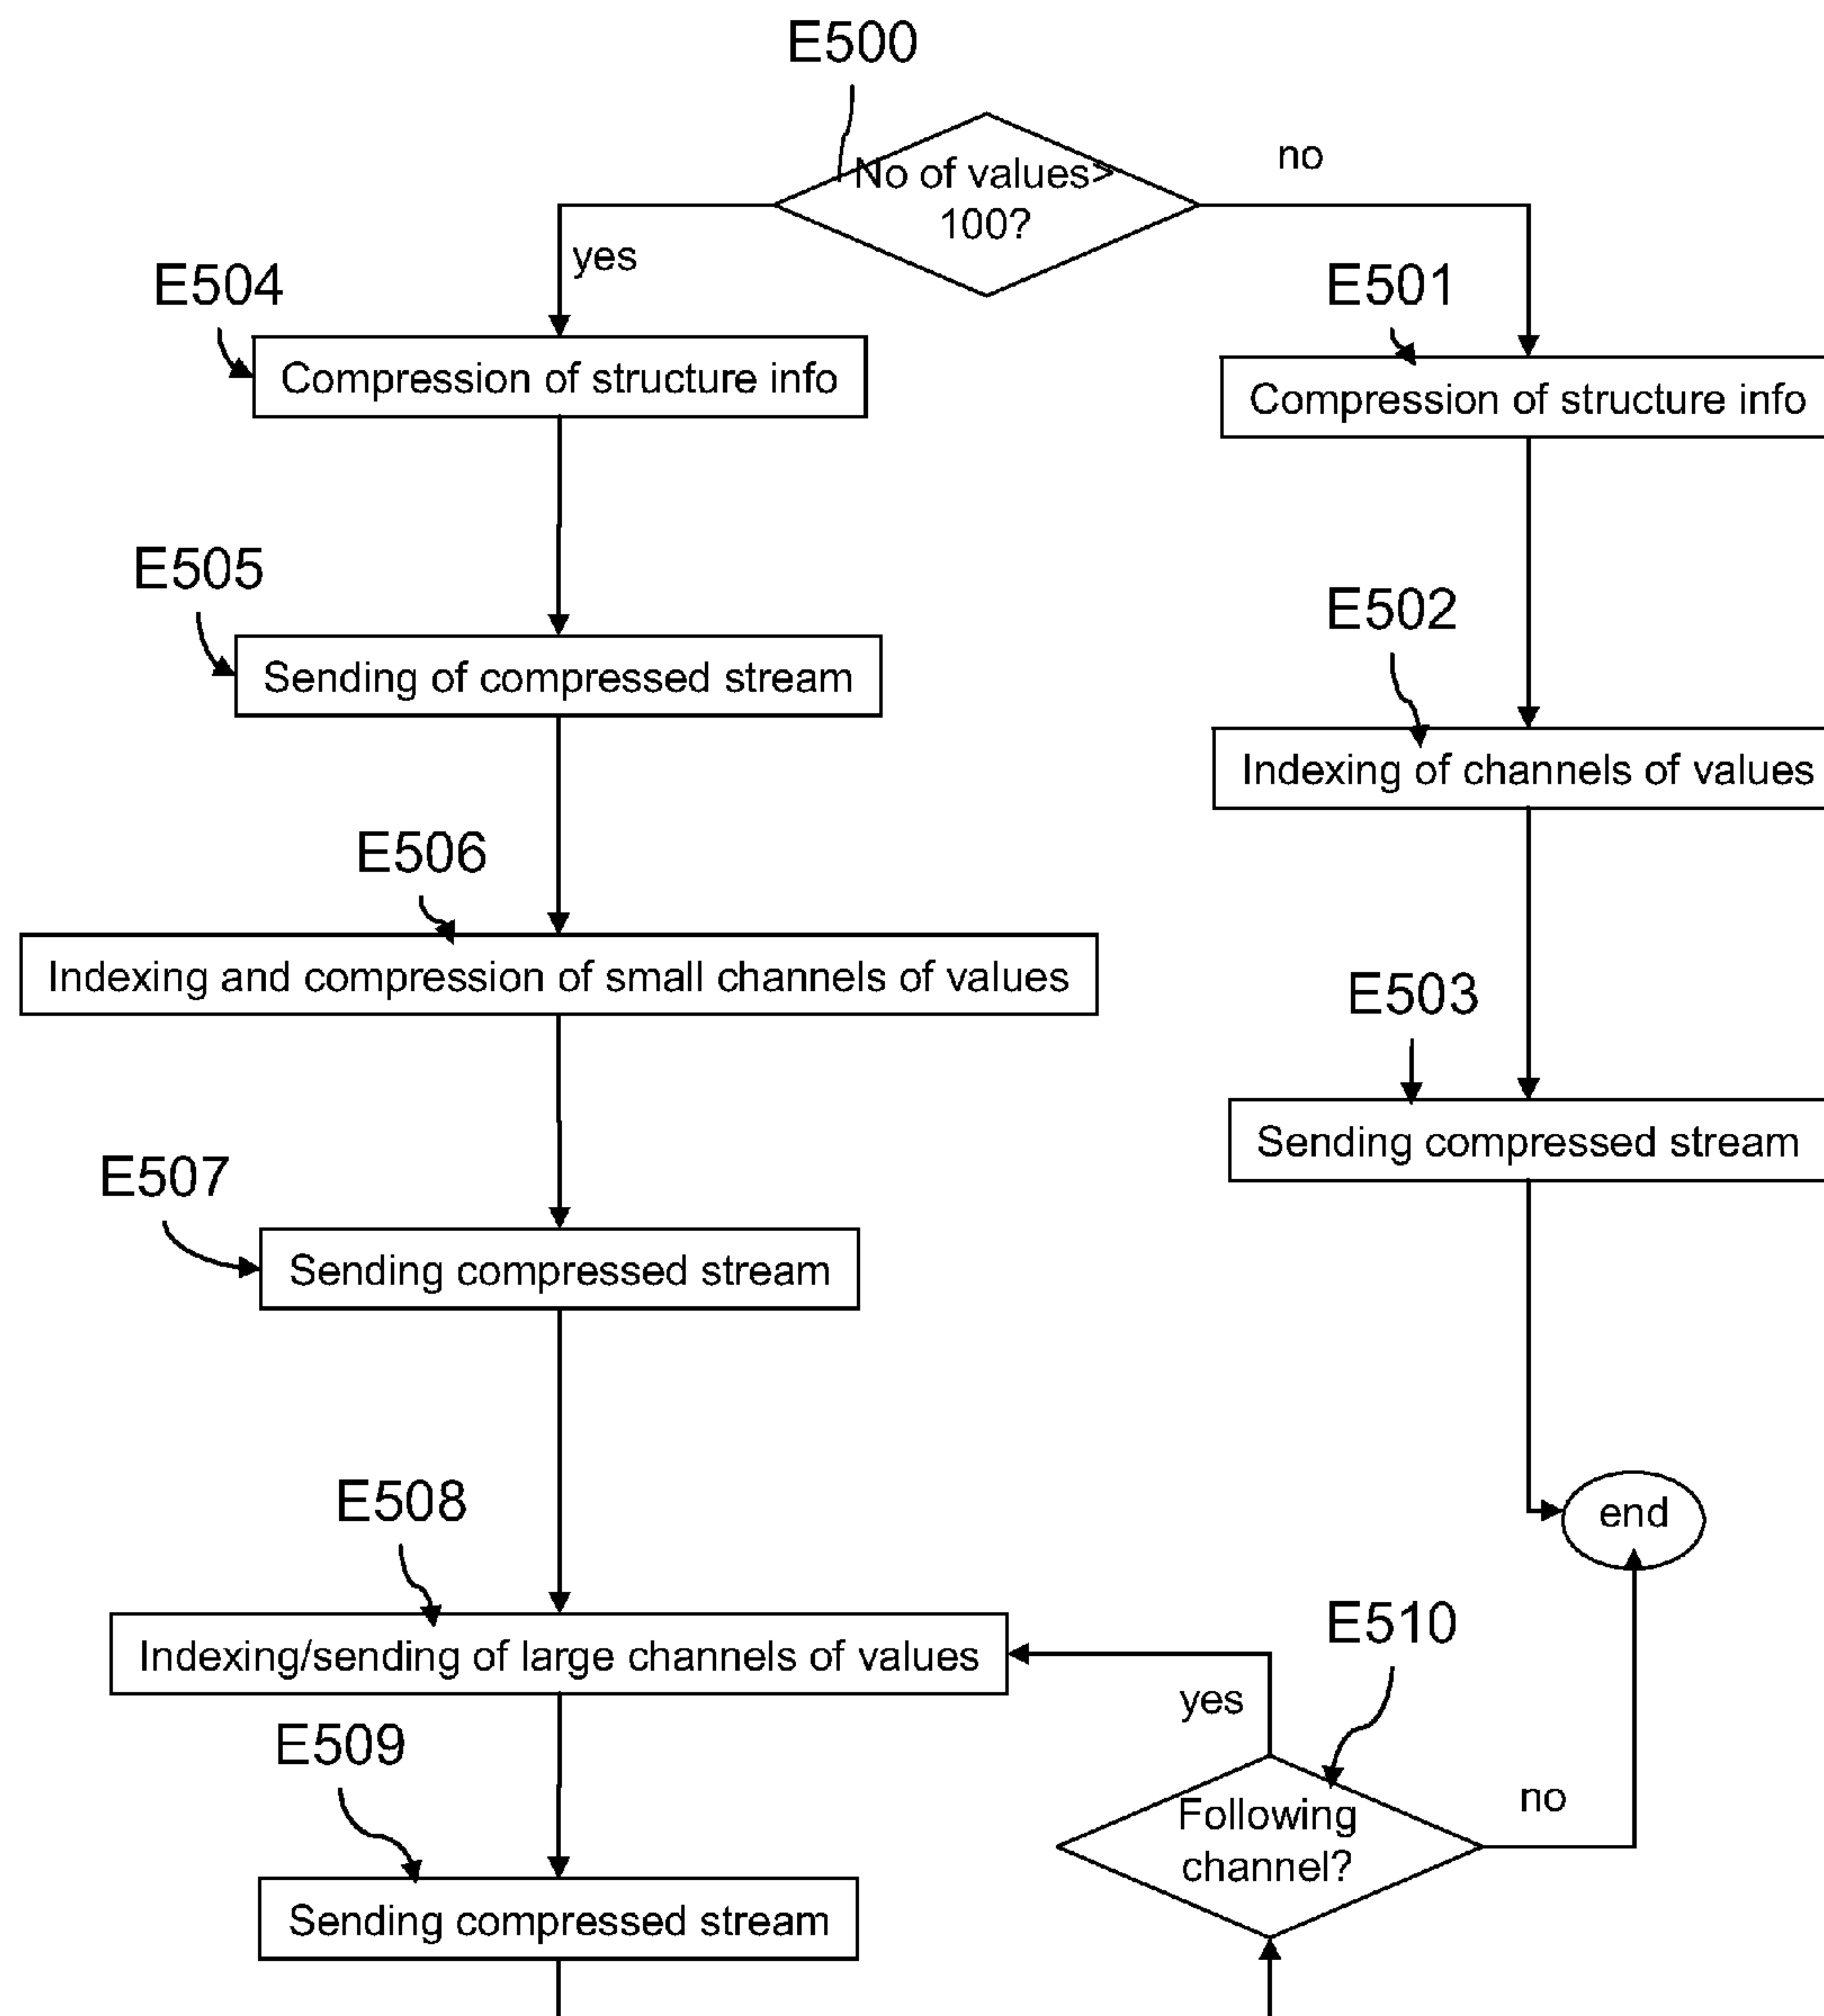 E500
No of values>
100?
no
yes
E504
E501
Compression of structure info
Compression of structure info
E505
E502
Sending of compressed stream
Indexing of channels of values
E506
Indexing and compression of small channels of values
E503
Sending compressed stream
E507
Sending compressed stream
E508
end
E510
Indexing/sending of large channels of values
yes
E509
no
Following
channel?
Sending compressed stream